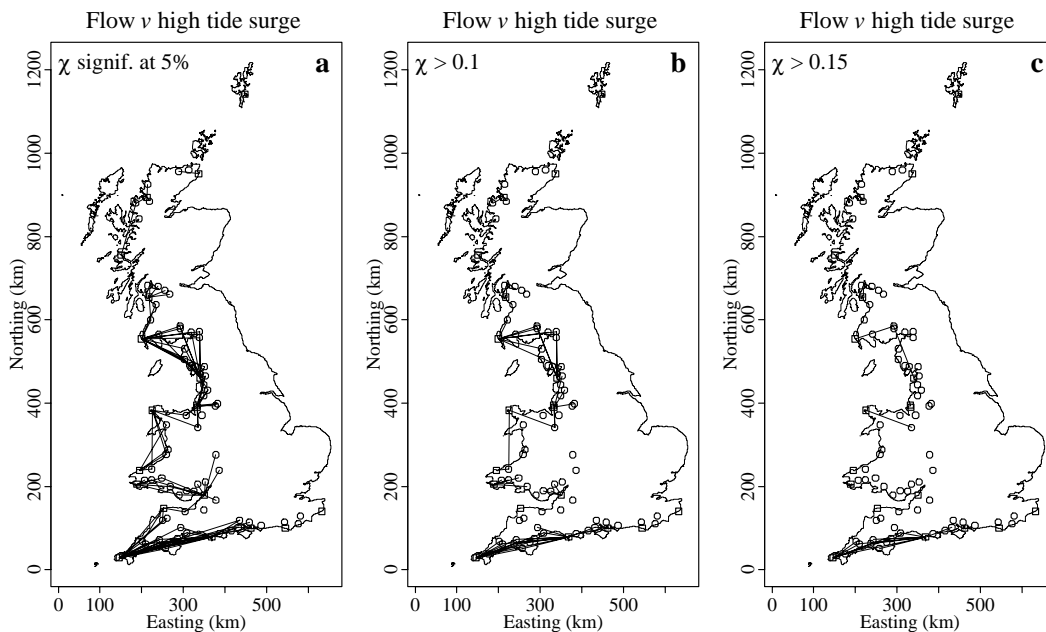 Flow v high tide surge
Flow v high tide surge
Flow v high tide surge
χ signif. at 5%
a
χ > 0.1
b
χ > 0.15
c
Northing (km)
0
200
400
600
800
1000
1200
Northing (km)
0
200
400
600
800
1000
1200
Northing (km)
0
200
400
600
800
1000
1200
0 100 300 500
0 100 300 500
0 100 300 500
Easting (km)
Easting (km)
Easting (km)